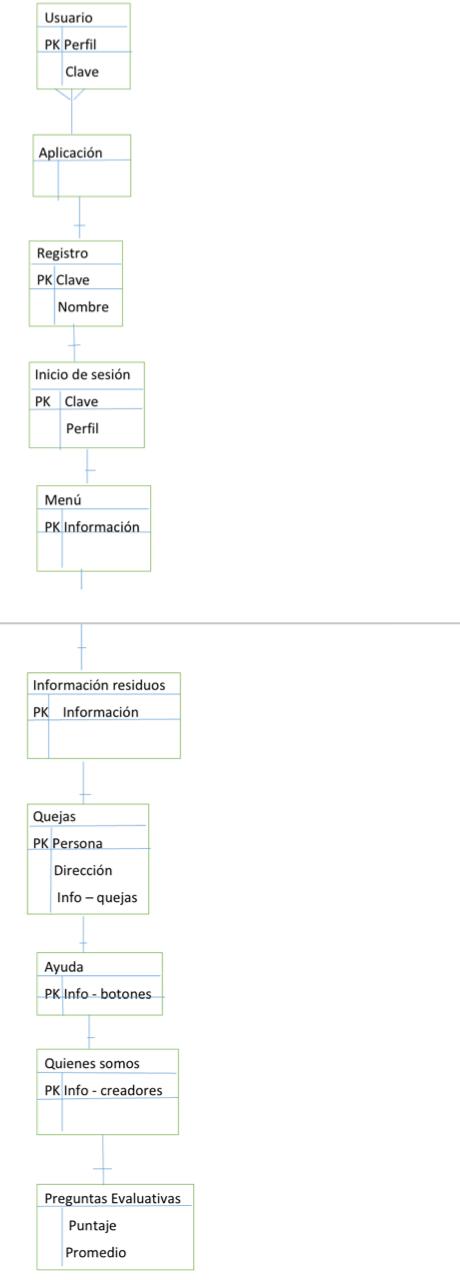 Usuario
PK Perfil
Clave
Aplicación
Registro
PK Clave
Nombre
Inicio de sesión
PK Clave
Perfil
Menú
PK Información
Información residuos
PK Información
Quejas
PK Persona
Dirección
Info – quejas
Ayuda
PK Info - botones
Quienes somos
PK Info - creadores
Preguntas Evaluativas
Puntaje
Promedio